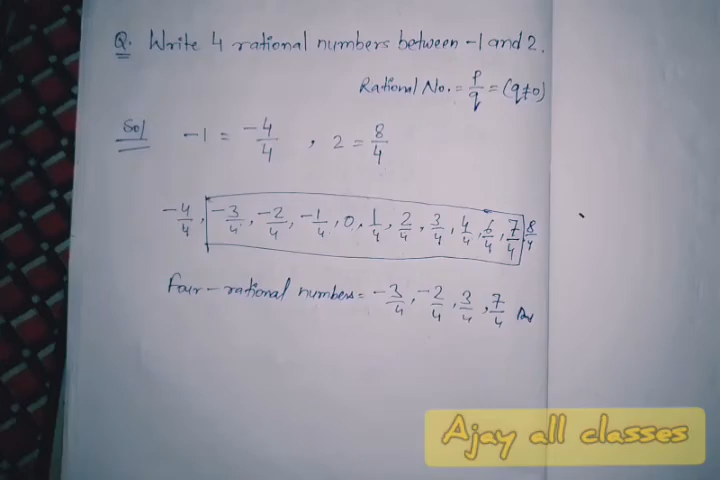 Q. Write 4 rational numbers between -1 and 2.
Rational No. = p/q = (q≠0)
Sol -1 = -4/4 , 2 = 8/4
-4/4, -3/4, -2/4, -1/4, 0, 1/4, 2/4, 3/4, 4/4, 6/4, 7/4, 8/4
Four - rational numbers = -3/4, -2/4, 3/4, 7/4
Ajay all classes